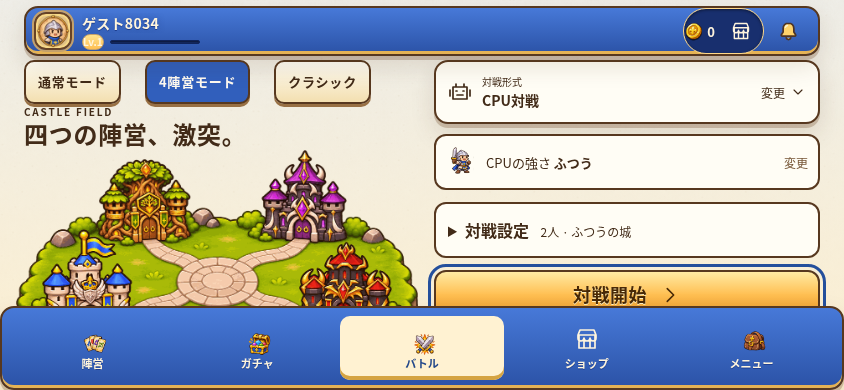 ゲスト8034
Lv.1
0
通常モード
4陣営モード
クラシック
CASTLE FIELD
四つの陣営、激突。
対戦形式
CPU対戦
変更
CPUの強さ ふつう
変更
対戦設定 2人 · ふつうの城
対戦開始
陣営
ガチャ
バトル
ショップ
メニュー